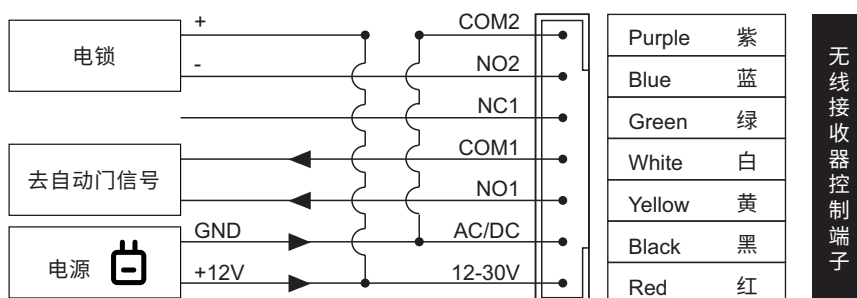 电锁
+
-
去自动门信号
电源
GND
+12V
COM2
NO2
NC1
COM1
NO1
AC/DC
12-30V
Purple 紫
Blue 蓝
Green 绿
White 白
Yellow 黄
Black 黑
Red 红
无线接收器控制端子